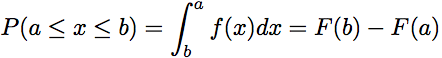 P(a ≤ x ≤ b) = ∫_b^a f(x)dx = F(b) − F(a)